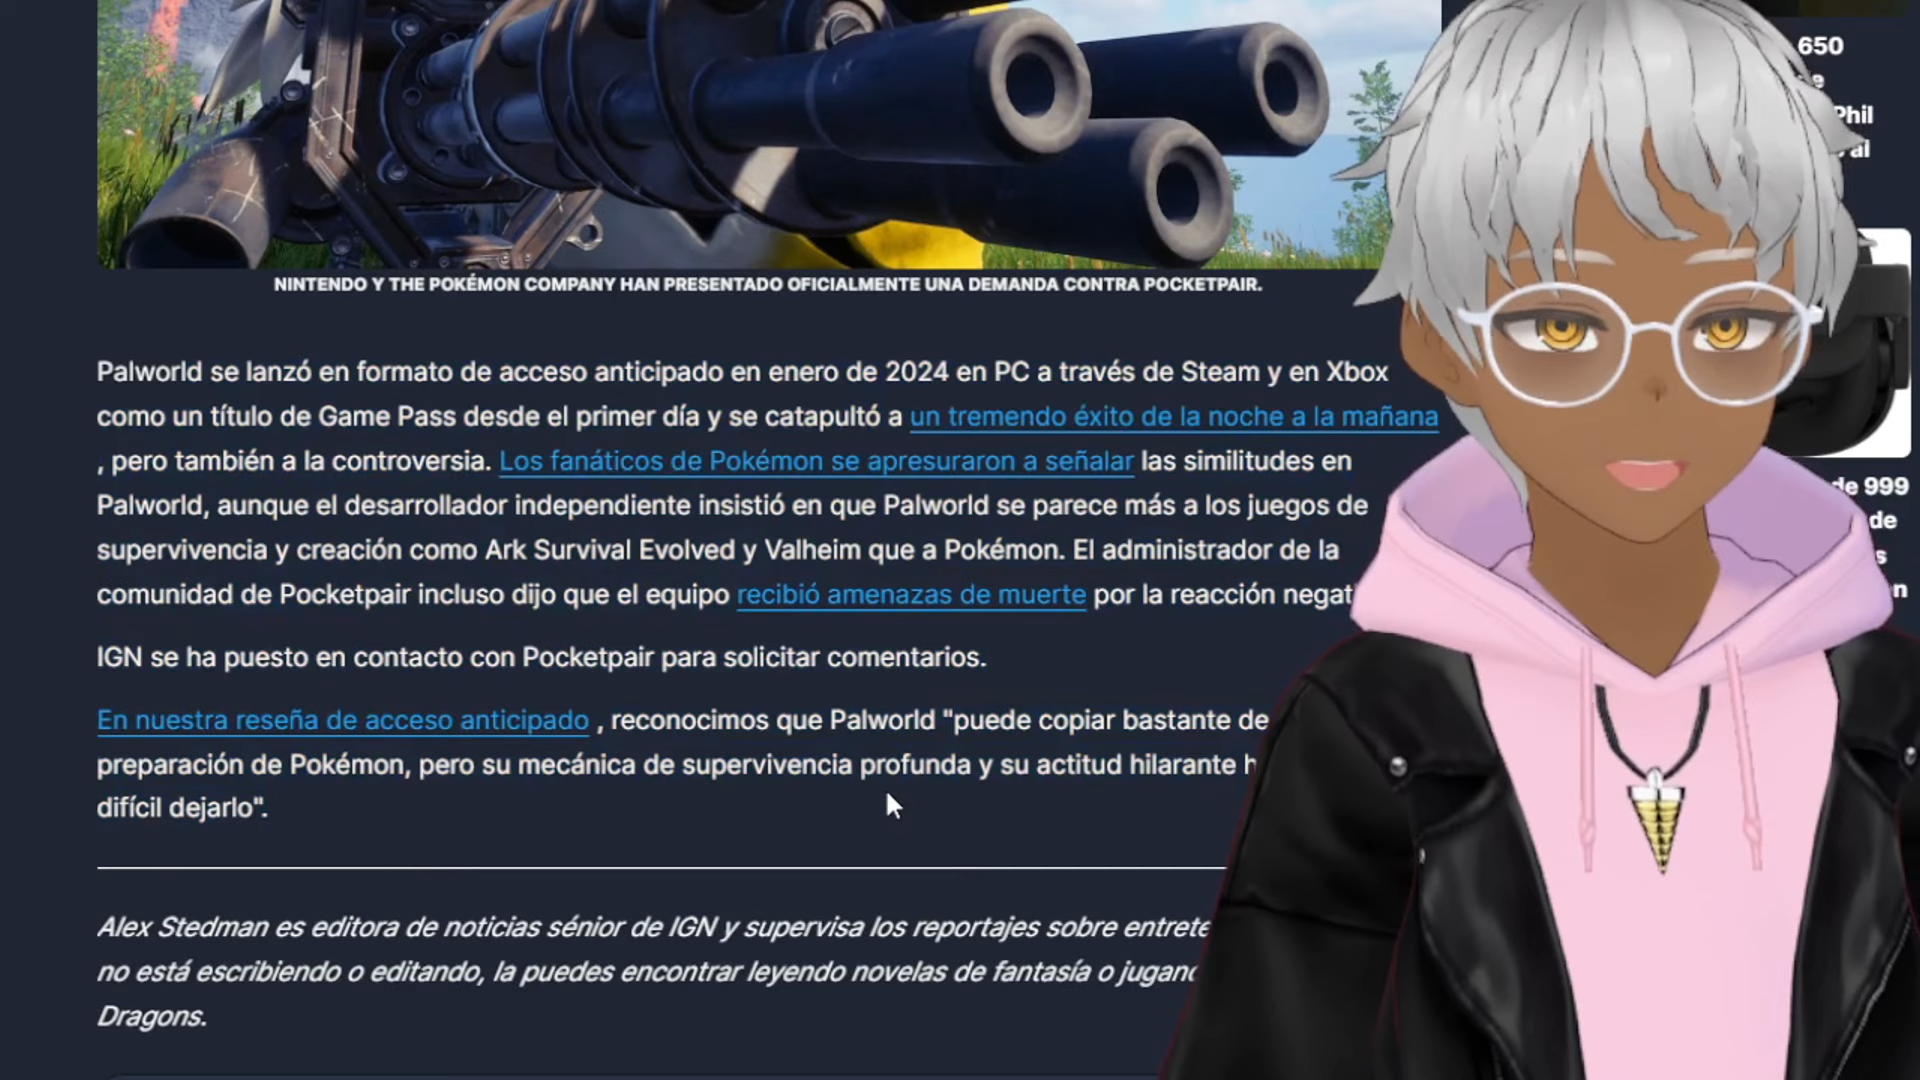 NINTENDO Y THE POKÉMON COMPANY HAN PRESENTADO OFICIALMENTE UNA DEMANDA CONTRA POCKETPAIR.
Palworld se lanzó en formato de acceso anticipado en enero de 2024 en PC a través de Steam y en Xbox
como un título de Game Pass desde el primer día y se catapultó a un tremendo éxito de la noche a la mañana
, pero también a la controversia. Los fanáticos de Pokémon se apresuraron a señalar las similitudes en
Palworld, aunque el desarrollador independiente insistió en que Palworld se parece más a los juegos de
supervivencia y creación como Ark Survival Evolved y Valheim que a Pokémon. El administrador de la
comunidad de Pocketpair incluso dijo que el equipo recibió amenazas de muerte por la reacción negat
IGN se ha puesto en contacto con Pocketpair para solicitar comentarios.
En nuestra reseña de acceso anticipado , reconocimos que Palworld "puede copiar bastante de
preparación de Pokémon, pero su mecánica de supervivencia profunda y su actitud hilarante h
difícil dejarlo".
Alex Stedman es editora de noticias sénior de IGN y supervisa los reportajes sobre entrete
no está escribiendo o editando, la puedes encontrar leyendo novelas de fantasía o jugand
Dragons.
650
Phil
al
de 999
de
s
n